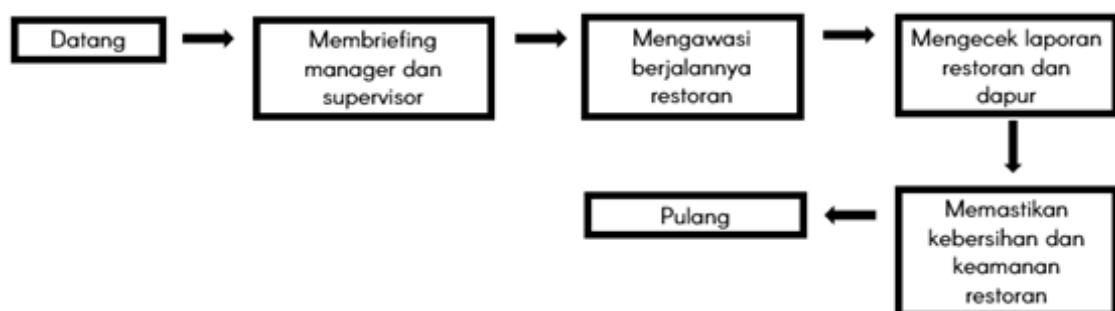 Datang
Membriefing
manager dan
supervisor
Mengawasi
berjalannya
restoran
Mengecek laporan
restoran dan
dapur
Memastikan
kebersihan dan
keamanan
restoran
Pulang